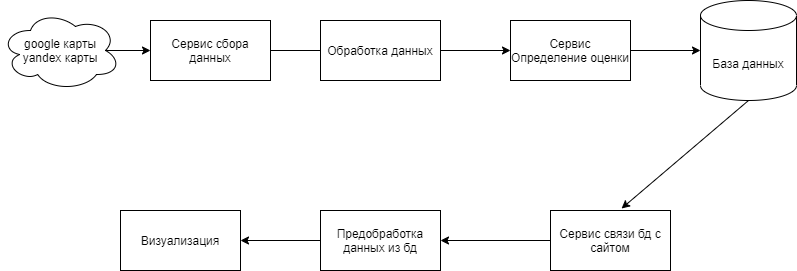 google карты
yandex карты
Сервис сбора
данных
Обработка данных
Сервис
Определение оценки
База данных
Визуализация
Предобработка
данных из бд
Сервис связи бд с
сайтом